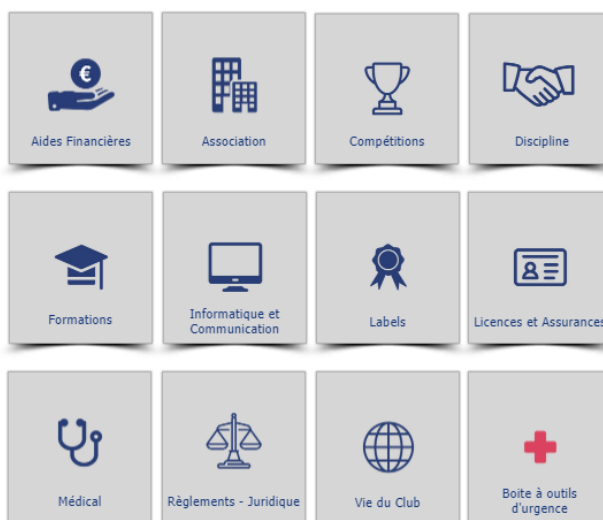 Aides Financières
Association
Compétitions
Discipline
Formations
Informatique et
Communication
Labels
Licences et Assurances
Médical
Règlements - Juridique
Vie du Club
Boite à outils
d'urgence